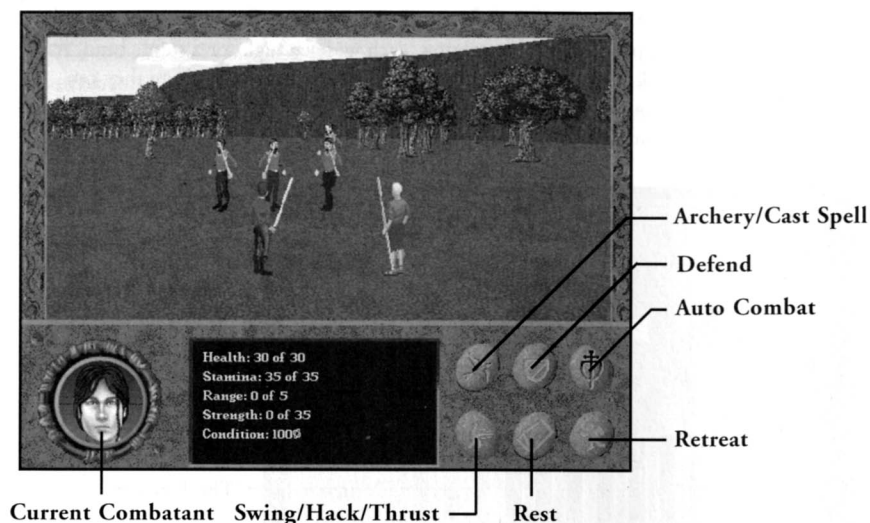 Archery/Cast Spell
Defend
Auto Combat
Health: 30 of 30
Stamina: 35 of 35
Range: 0 of 5
Strength: 0 of 35
Condition: 100%
Retreat
Current Combatant Swing/Hack/Thrust Rest